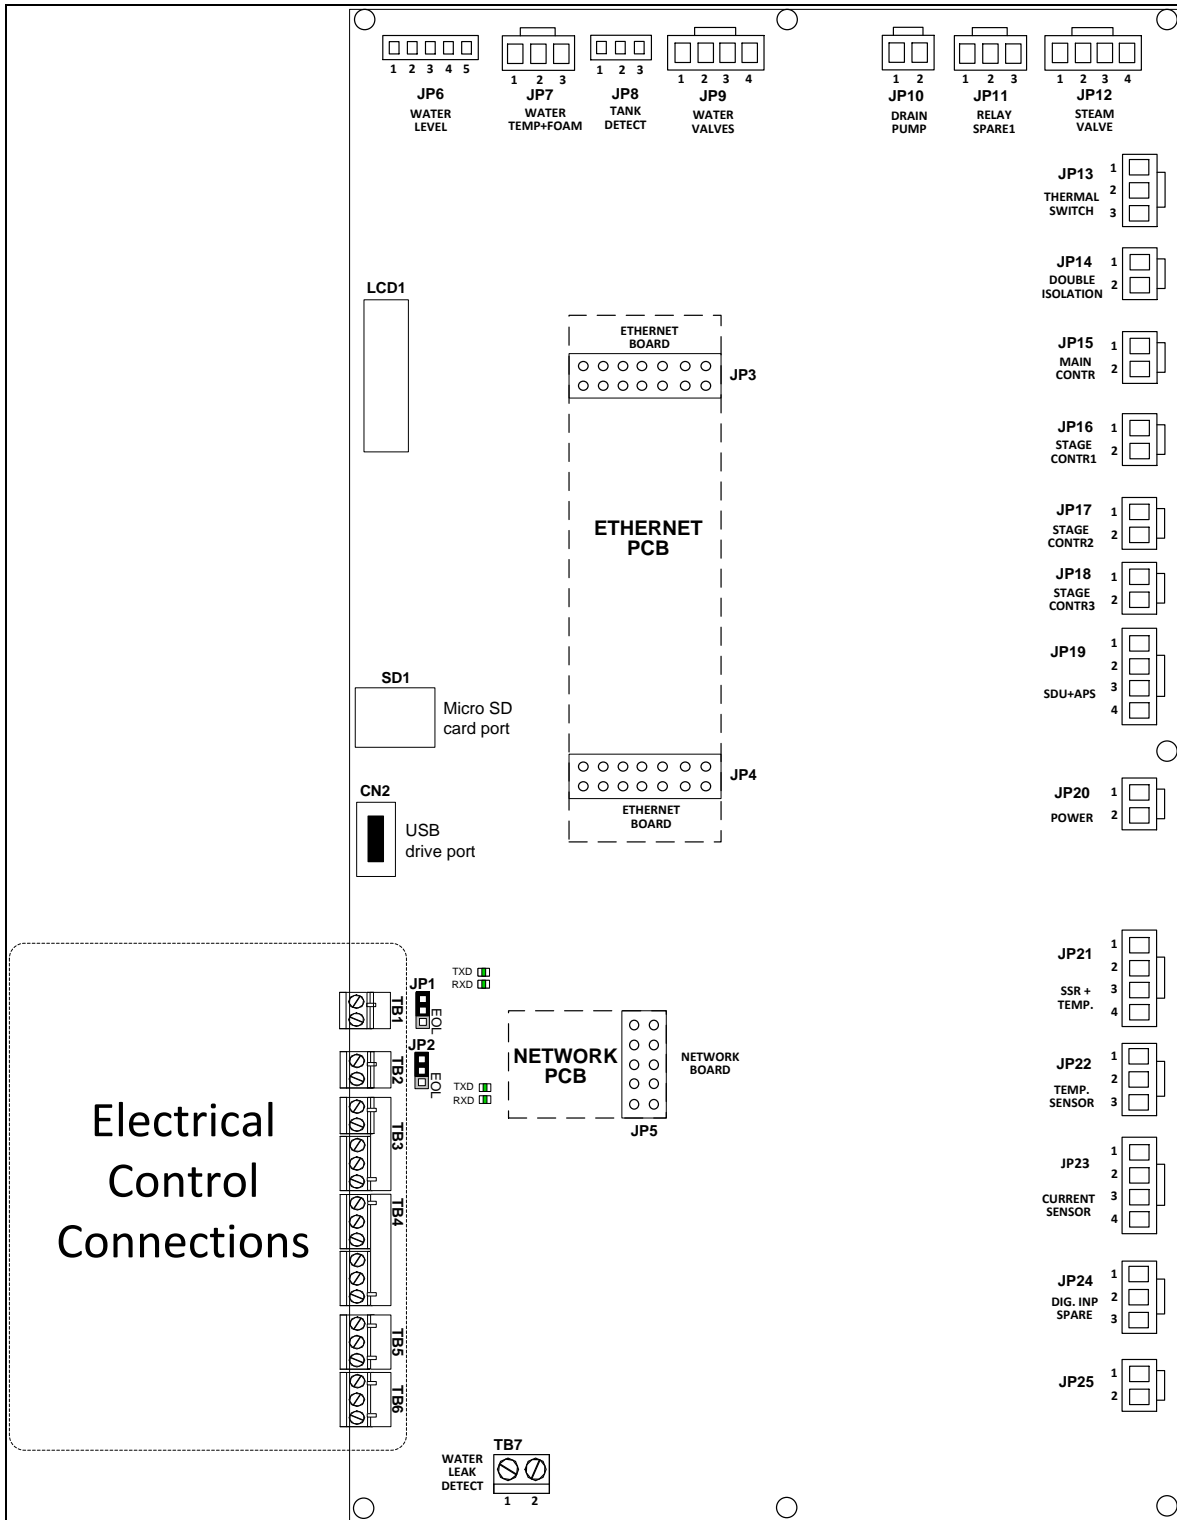 1 2 3 4 5
JP6
WATER
LEVEL
1 2 3
JP7
WATER
TEMP+FOAM
1 2 3
JP8
TANK
DETECT
1 2 3 4
JP9
WATER
VALVES
1 2
JP10
DRAIN
PUMP
1 2 3
JP11
RELAY
SPARE1
1 2 3 4
JP12
STEAM
VALVE
JP13
THERMAL
SWITCH
1
2
3
JP14
DOUBLE
ISOLATION
1
2
LCD1
ETHERNET
BOARD
JP3
JP15
MAIN
CONTR
1
2
JP16
STAGE
CONTR1
1
2
ETHERNET
PCB
JP17
STAGE
CONTR2
1
2
JP18
STAGE
CONTR3
1
2
JP19
SDU+APS
1
2
3
4
SD1
Micro SD
card port
JP4
ETHERNET
BOARD
CN2
USB
drive port
JP20
POWER
1
2
JP21
SSR +
TEMP.
1
2
3
4
TXD
RXD
JP1
EOL
TB1
JP2
EOL
TB2
TXD
RXD
NETWORK
PCB
NETWORK
BOARD
JP5
JP22
TEMP.
SENSOR
1
2
3
Electrical
Control
Connections
TB3
TB4
TB5
TB6
JP23
CURRENT
SENSOR
1
2
3
4
JP24
DIG. INP
SPARE
1
2
3
JP25
1
2
TB7
WATER
LEAK
DETECT
1 2